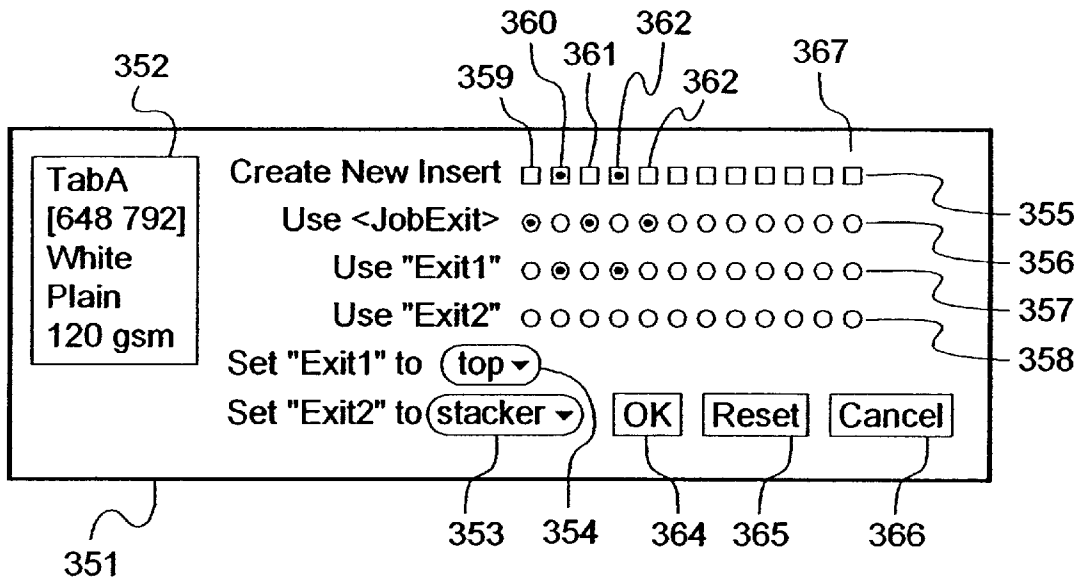 360
362
352
359
361
362
367
TabA
[648 792]
White
Plain
120 gsm
Create New Insert
355
Use <JobExit>
356
Use "Exit1"
357
Use "Exit2"
358
Set "Exit1" to top
Set "Exit2" to stacker
OK
Reset
Cancel
351
353
354
364
365
366